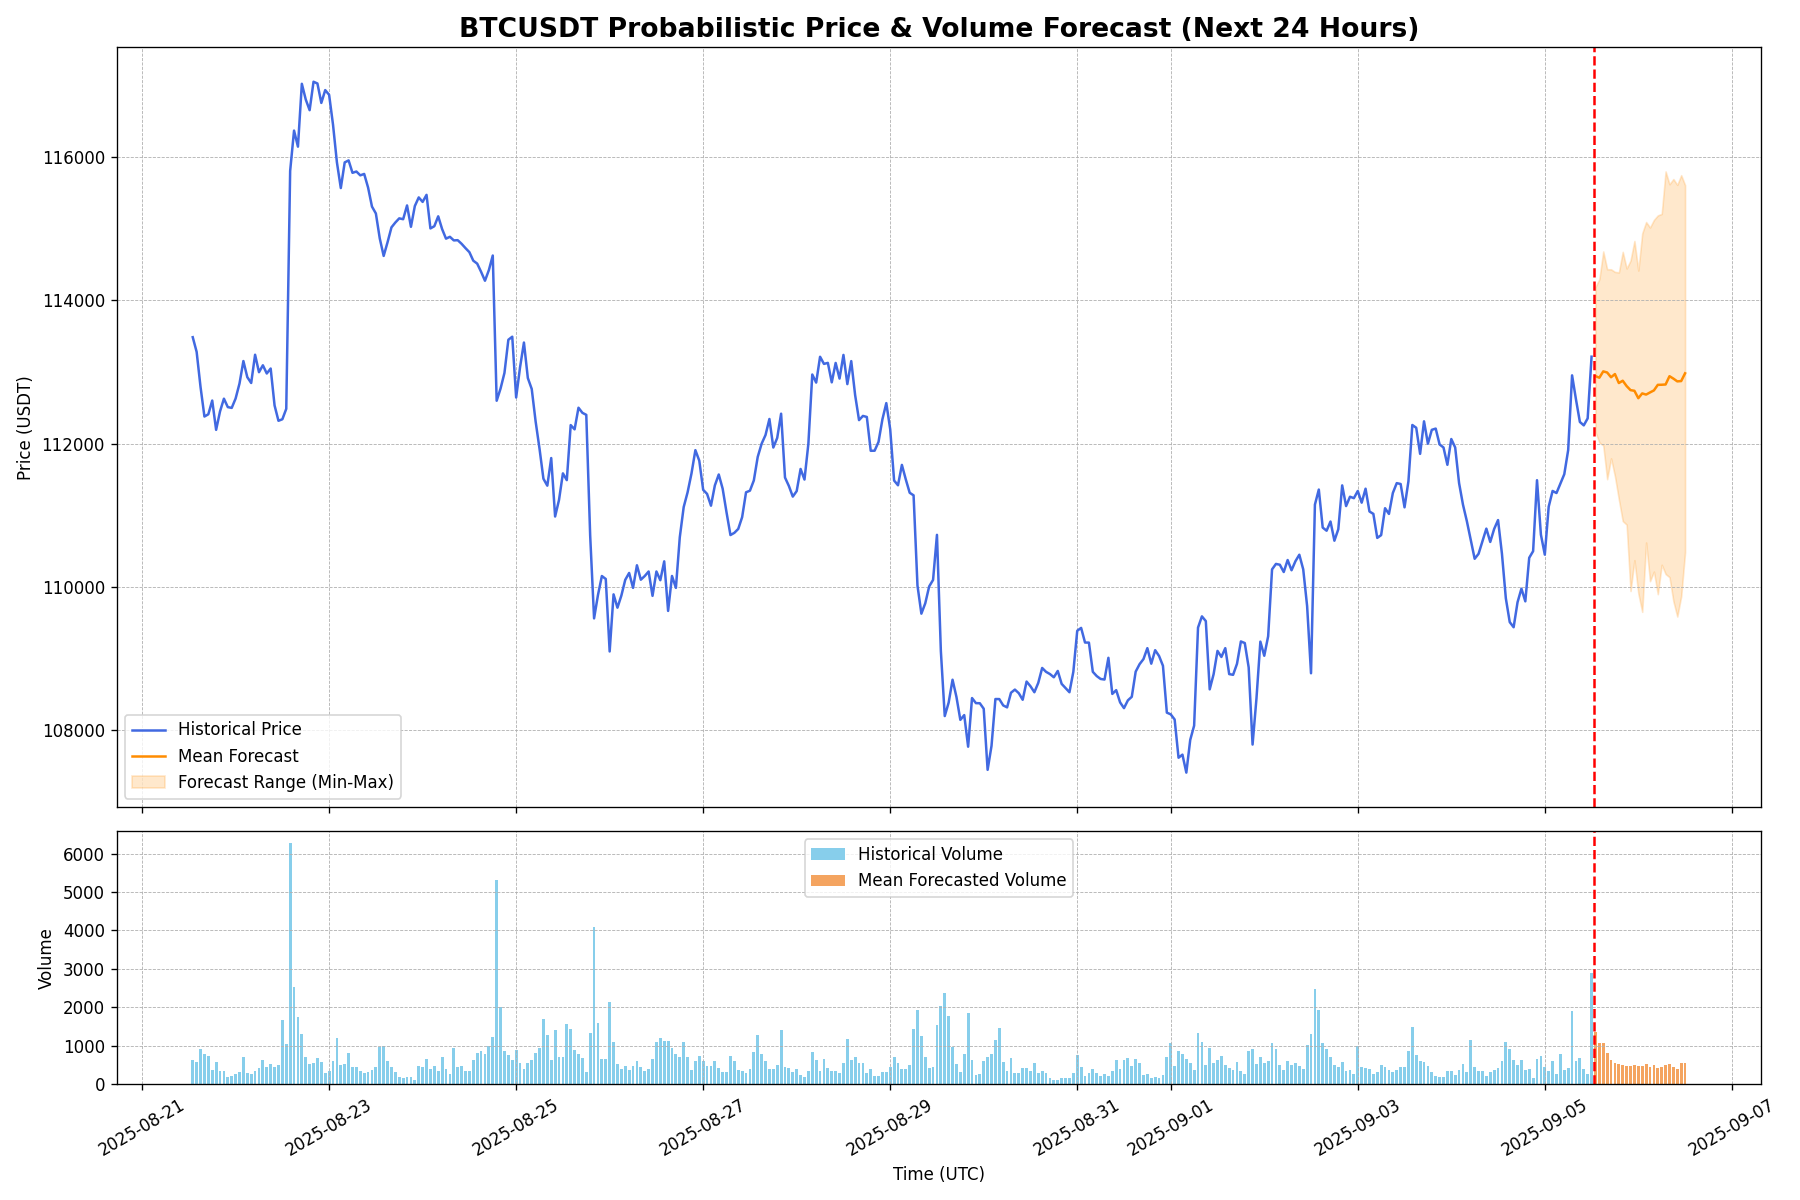 BTCUSDT Probabilistic Price & Volume Forecast (Next 24 Hours)
Price (USDT)
116000
114000
112000
110000
108000
Historical Price
Mean Forecast
Forecast Range (Min-Max)
Volume
6000
5000
4000
3000
2000
1000
0
Historical Volume
Mean Forecasted Volume
2025-08-21
2025-08-23
2025-08-25
2025-08-27
2025-08-29
2025-08-31
2025-09-01
2025-09-03
2025-09-05
2025-09-07
Time (UTC)